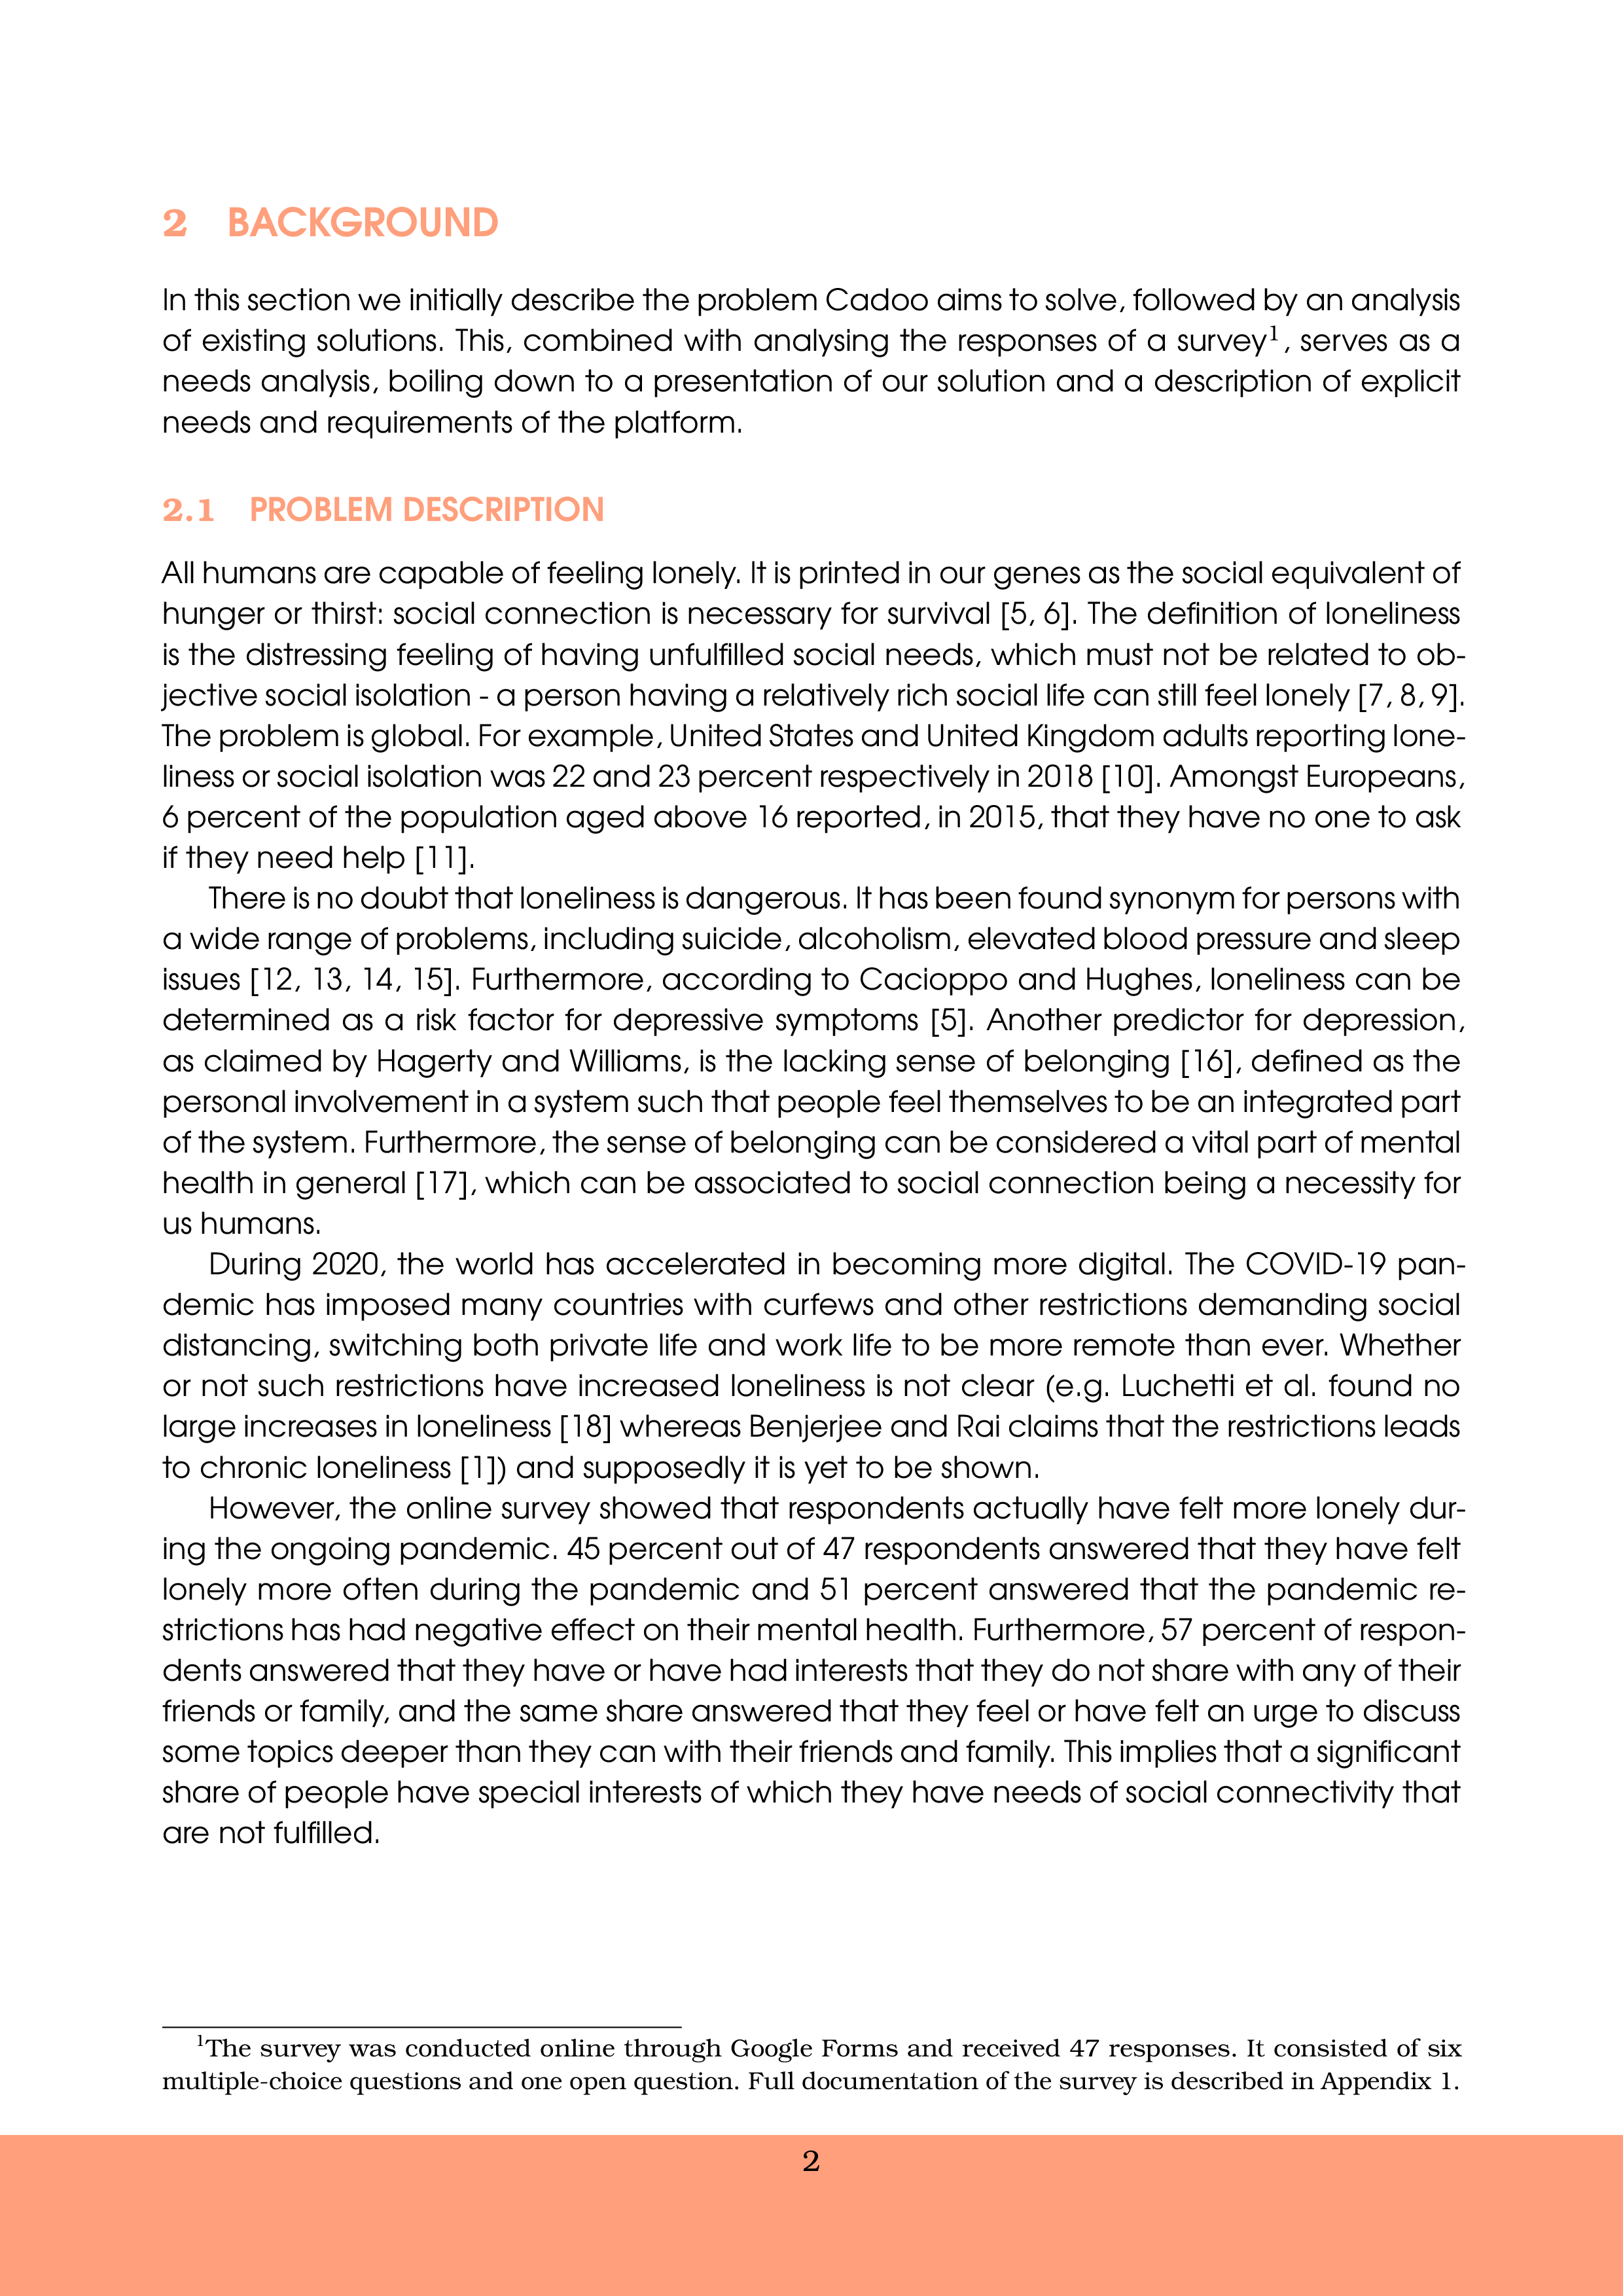 2 BACKGROUND
In this section we initially describe the problem Cadoo aims to solve, followed by an analysis
of existing solutions. This, combined with analysing the responses of a survey1, serves as a
needs analysis, boiling down to a presentation of our solution and a description of explicit
needs and requirements of the platform.
2.1 PROBLEM DESCRIPTION
All humans are capable of feeling lonely. It is printed in our genes as the social equivalent of
hunger or thirst: social connection is necessary for survival [5, 6]. The definition of loneliness
is the distressing feeling of having unfulfilled social needs, which must not be related to ob-
jective social isolation - a person having a relatively rich social life can still feel lonely [7, 8, 9].
The problem is global. For example, United States and United Kingdom adults reporting lone-
liness or social isolation was 22 and 23 percent respectively in 2018 [10]. Amongst Europeans,
6 percent of the population aged above 16 reported, in 2015, that they have no one to ask
if they need help [11].
There is no doubt that loneliness is dangerous. It has been found synonym for persons with
a wide range of problems, including suicide, alcoholism, elevated blood pressure and sleep
issues [12, 13, 14, 15]. Furthermore, according to Cacioppo and Hughes, loneliness can be
determined as a risk factor for depressive symptoms [5]. Another predictor for depression,
as claimed by Hagerty and Williams, is the lacking sense of belonging [16], defined as the
personal involvement in a system such that people feel themselves to be an integrated part
of the system. Furthermore, the sense of belonging can be considered a vital part of mental
health in general [17], which can be associated to social connection being a necessity for
us humans.
During 2020, the world has accelerated in becoming more digital. The COVID-19 pan-
demic has imposed many countries with curfews and other restrictions demanding social
distancing, switching both private life and work life to be more remote than ever. Whether
or not such restrictions have increased loneliness is not clear (e.g. Luchetti et al. found no
large increases in loneliness [18] whereas Benjerjee and Rai claims that the restrictions leads
to chronic loneliness [1]) and supposedly it is yet to be shown.
However, the online survey showed that respondents actually have felt more lonely dur-
ing the ongoing pandemic. 45 percent out of 47 respondents answered that they have felt
lonely more often during the pandemic and 51 percent answered that the pandemic re-
strictions has had negative effect on their mental health. Furthermore, 57 percent of respon-
dents answered that they have or have had interests that they do not share with any of their
friends or family, and the same share answered that they feel or have felt an urge to discuss
some topics deeper than they can with their friends and family. This implies that a significant
share of people have special interests of which they have needs of social connectivity that
are not fulfilled.
1The survey was conducted online through Google Forms and received 47 responses. It consisted of six
multiple-choice questions and one open question. Full documentation of the survey is described in Appendix 1.
2